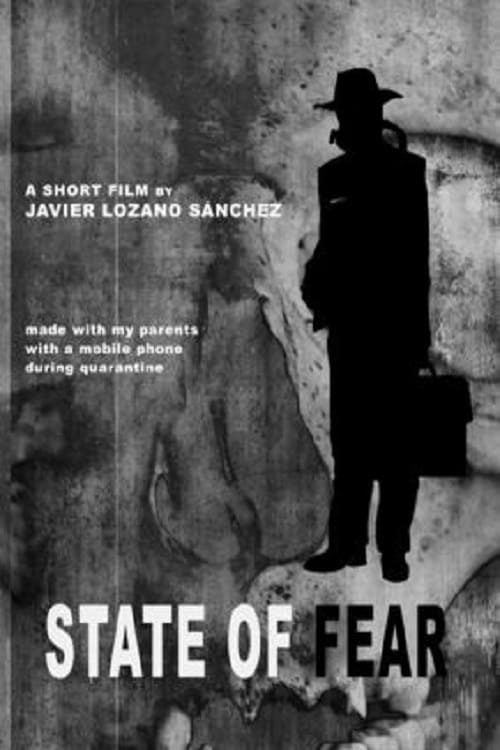 A SHORT FILM BY
JAVIER LOZANO SÁNCHEZ
made with my parents
with a mobile phone
during quarantine
STATE OF FEAR